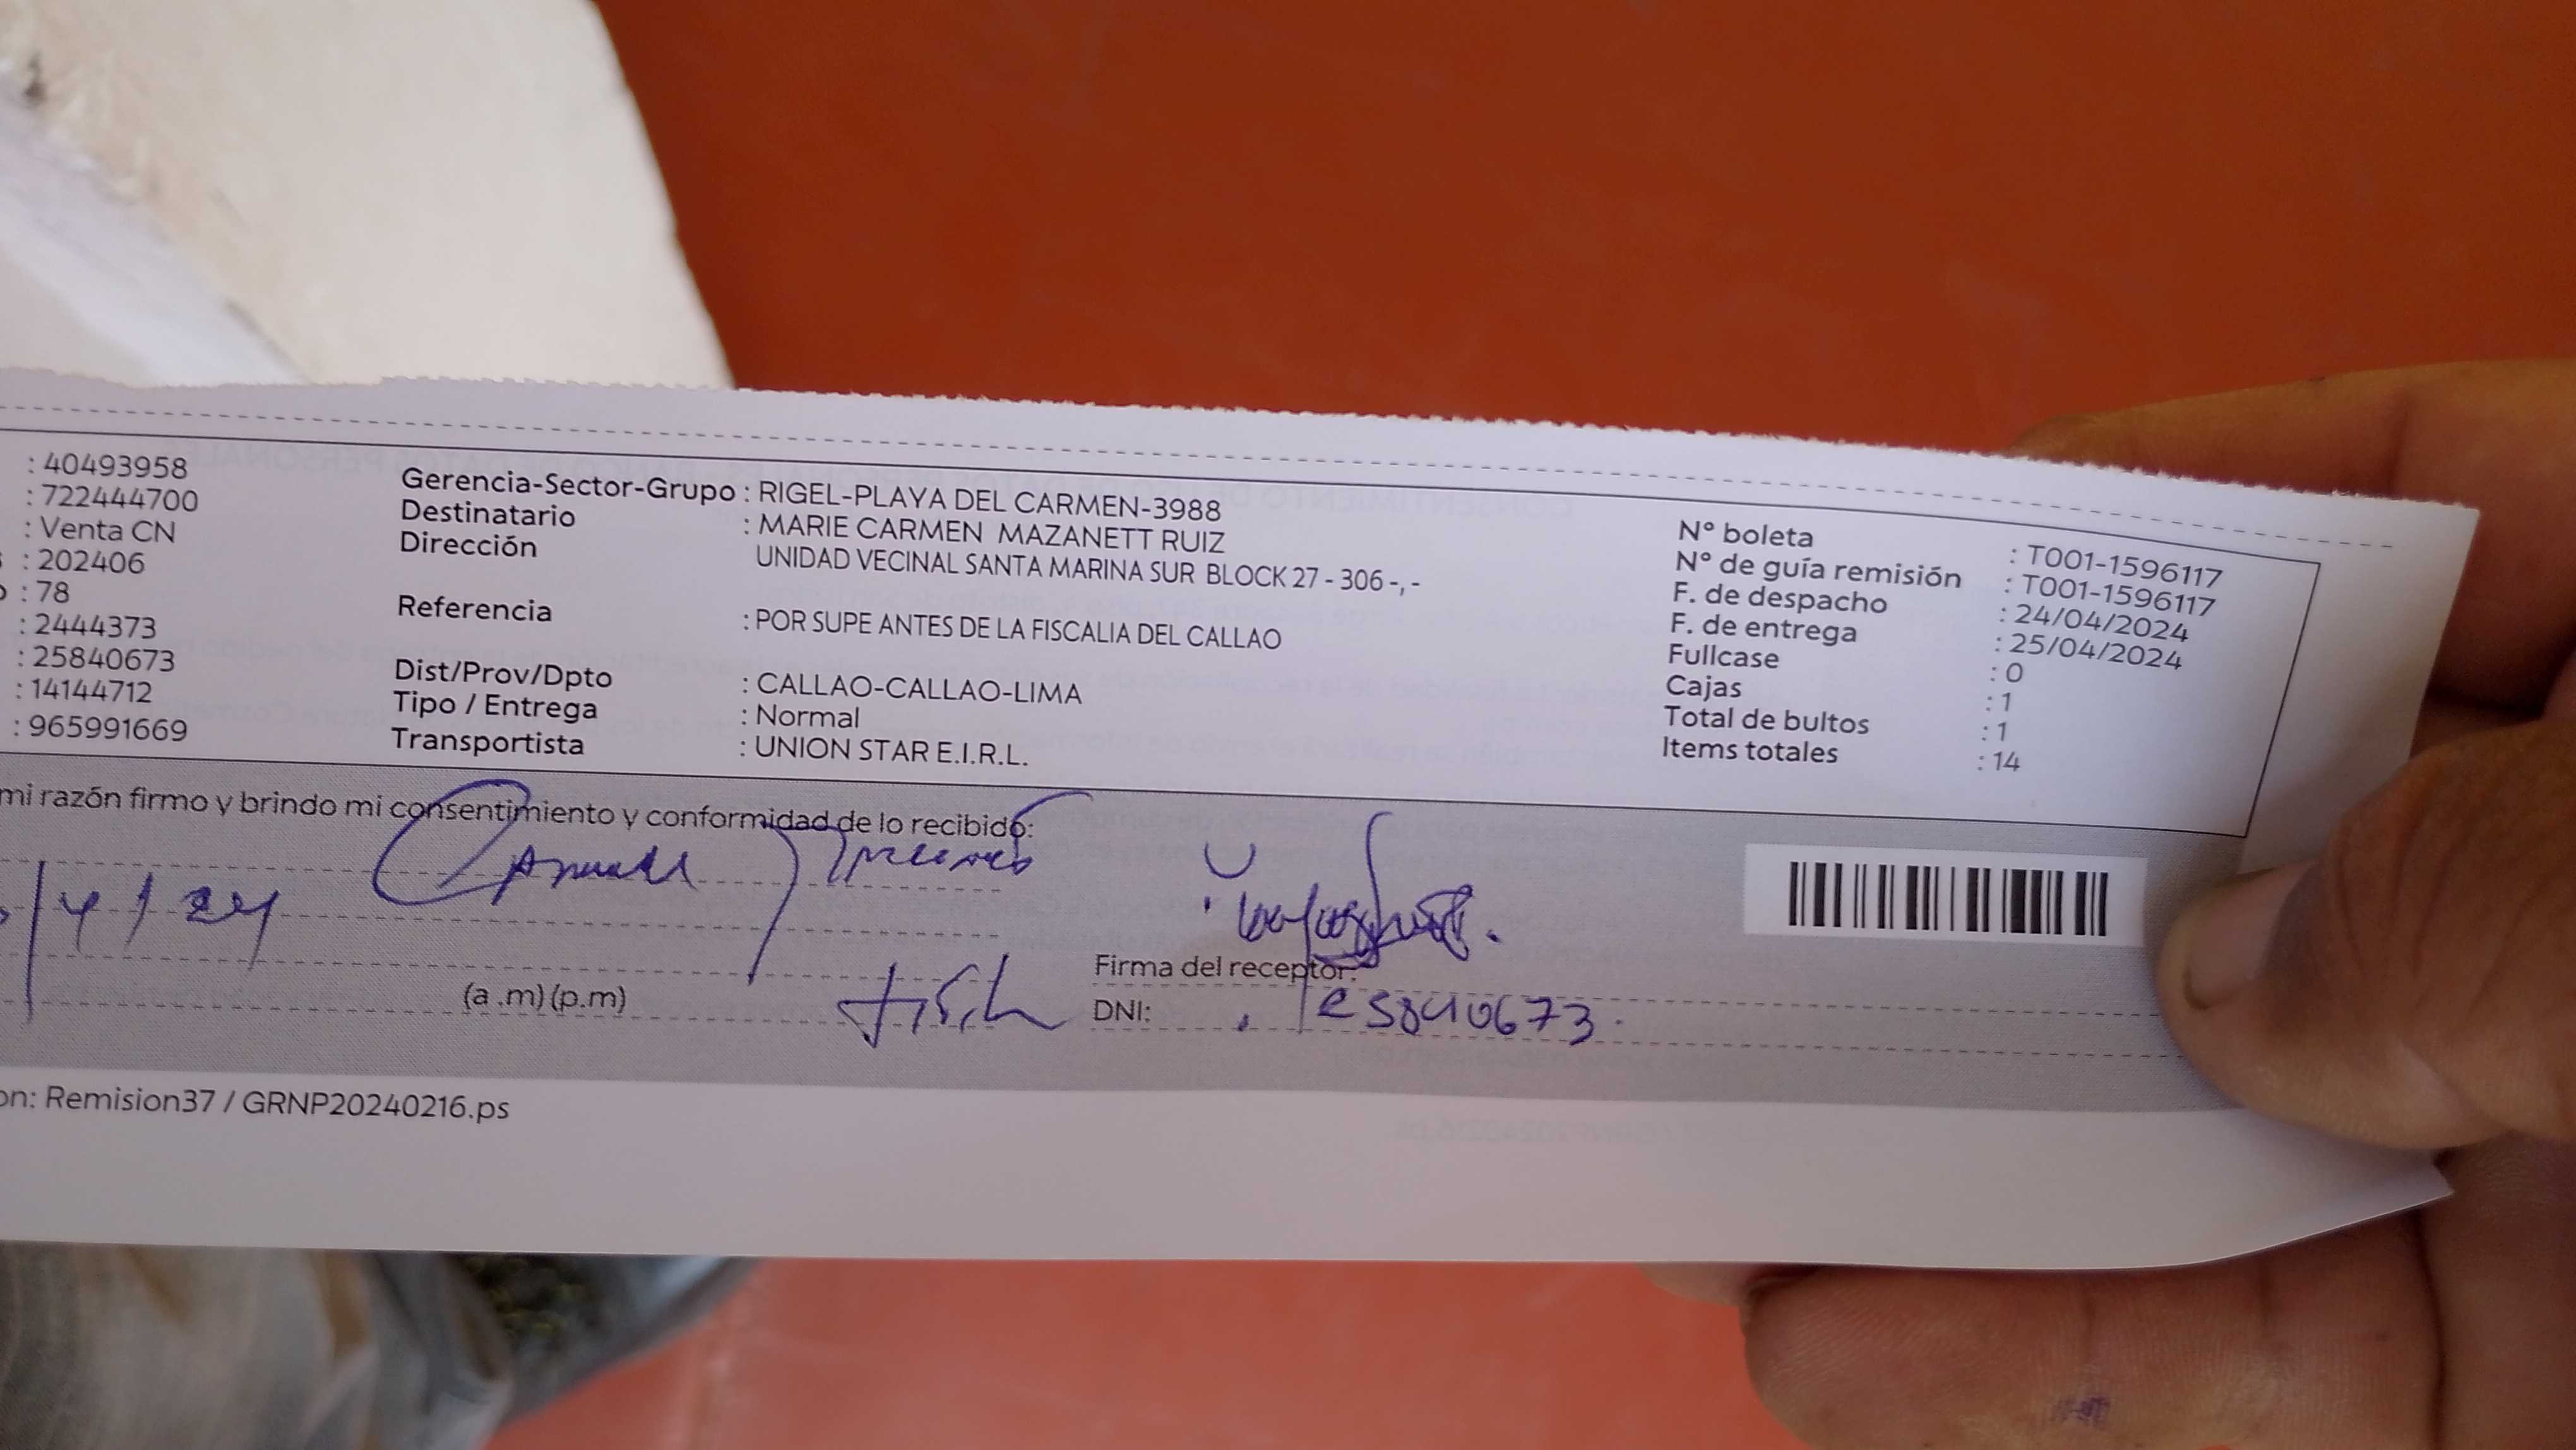 : 40493958
: 722444700
: Venta CN
: 202406
: 78
: 2444373
: 25840673
: 14144712
: 965991669
Gerencia-Sector-Grupo : RIGEL-PLAYA DEL CARMEN-3988
Destinatario : MARIE CARMEN MAZANETT RUIZ
Dirección UNIDAD VECINAL SANTA MARINA SUR BLOCK 27 - 306 -, -
Referencia : POR SUPE ANTES DE LA FISCALIA DEL CALLAO
Dist/Prov/Dpto : CALLAO-CALLAO-LIMA
Tipo / Entrega : Normal
Transportista : UNION STAR E.I.R.L.
N° boleta : T001-1596117
N° de guía remisión : T001-1596117
F. de despacho : 24/04/2024
F. de entrega : 25/04/2024
Fullcase : 0
Cajas : 1
Total de bultos : 1
Items totales : 14
mi razón firmo y brindo mi consentimiento y conformidad de lo recibido:
/4/24
(a .m) (p.m)
Firma del receptor:
DNI: 25840673
on: Remision37 / GRNP20240216.ps